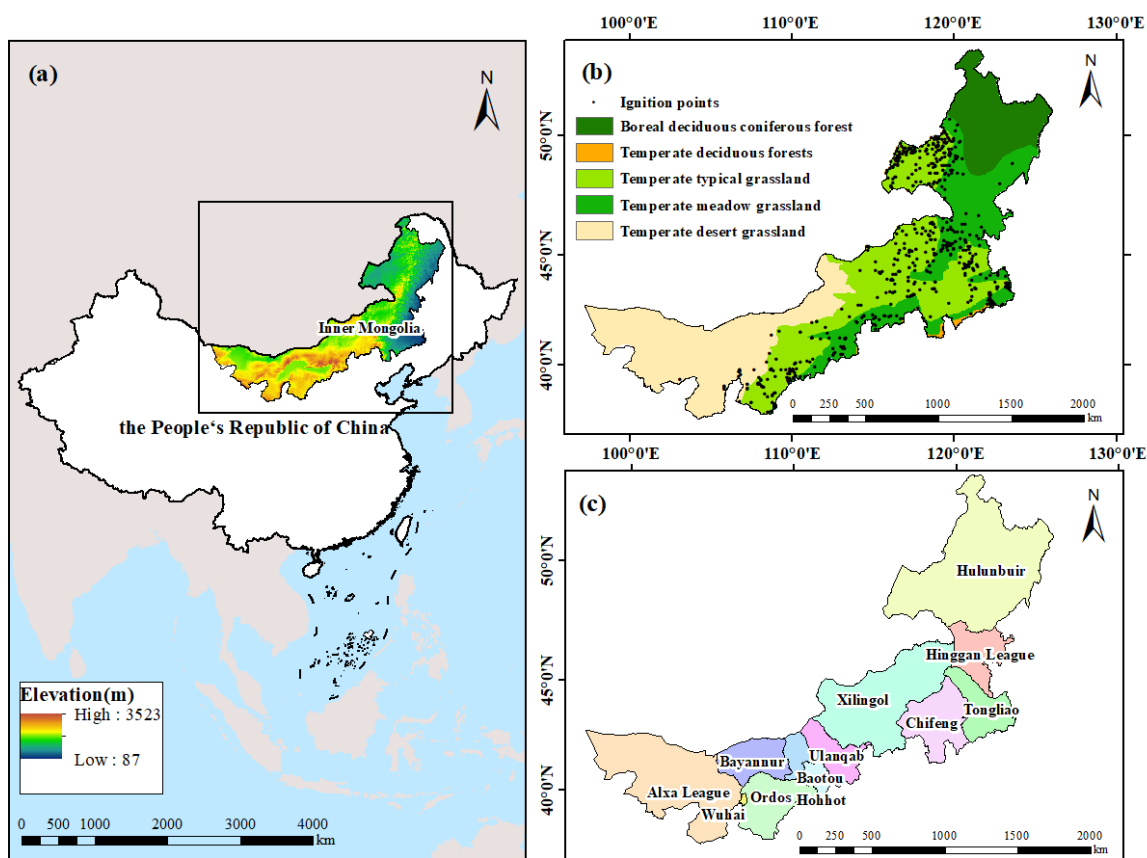 (a)
N
Inner Mongolia
the People‘s Republic of China
Elevation(m)
High : 3523
Low : 87
0 500 1000 2000 3000 4000
km
100°0'E 110°0'E 120°0'E 130°0'E
(b)
N
Ignition points
Boreal deciduous coniferous forest
Temperate deciduous forests
Temperate typical grassland
Temperate meadow grassland
Temperate desert grassland
50°0'N
45°0'N
40°0'N
0 250 500 1000 1500 2000
km
100°0'E 110°0'E 120°0'E 130°0'E
(c)
N
50°0'N
45°0'N
40°0'N
Hulunbuir
Hinggan League
Xilingol
Tongliao
Chifeng
Ulanqab
Bayannur
Baotou
Alxa League
Ordos
Hohhot
Wuhai
0 250 500 1000 1500 2000
km